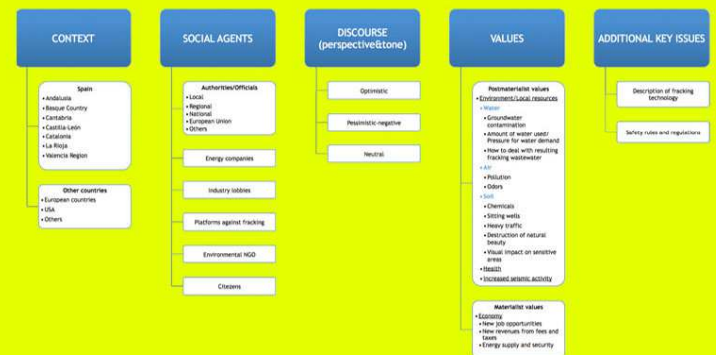 CONTEXT
Spain
• Andalusia
• Basque Country
• Cantabria
• Castilla-León
• Catalonia
• La Rioja
• Valencia Region
Other countries
• European countries
• USA
• Others
SOCIAL AGENTS
Authorities/Officials
• Local
• Regional
• National
• European Union
• Others
Energy companies
Industry lobbies
Platforms against fracking
Environmental NGO
Citezens
DISCOURSE
(perspective&tone)
Optimistic
Pessimistic-negative
Neutral
VALUES
Postmaterialist values
• Environment/Local resources
• Water
• Groundwater
contamination
• Amount of water used/
Pressure for water demand
• How to deal with resulting
fracking wastewater
• Air
• Pollution
• Odors
• Soil
• Chemicals
• Sitting wells
• Heavy traffic
• Destruction of natural
beauty
• Visual impact on sensitive
areas
• Health
• Increased seismic activity
Materialist values
• Economy
• New job opportunities
• New revenues from fees and
taxes
• Energy supply and security
ADDITIONAL KEY ISSUES
Description of fracking
technology
Safety rules and regulations